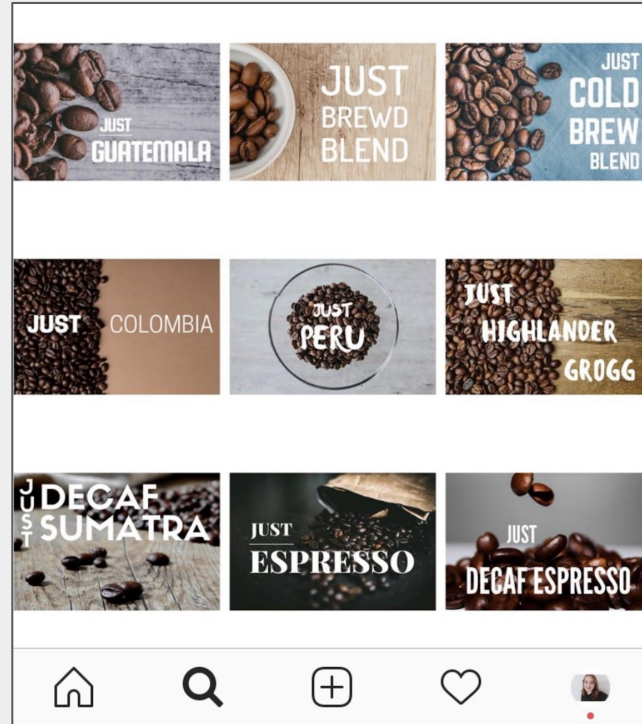 JUST
GUATEMALA
JUST
BREWD
BLEND
JUST
COLD
BREW
BLEND
JUST COLOMBIA
JUST
PERU
JUST
HIGHLANDER
GROGG
JUST
DECAF
SUMATRA
JUST
ESPRESSO
JUST
DECAF ESPRESSO